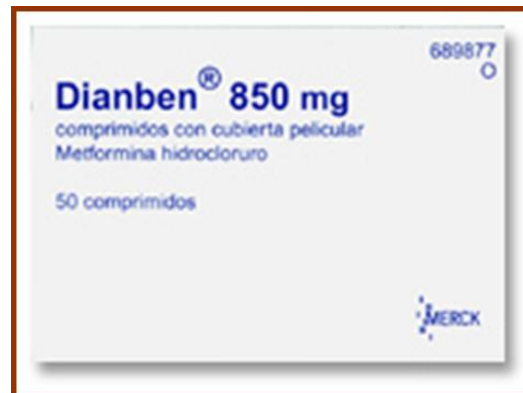 689877
O
Dianben® 850 mg
comprimidos con cubierta pelicular
Metformina hidrocloruro
50 comprimidos
MERCK